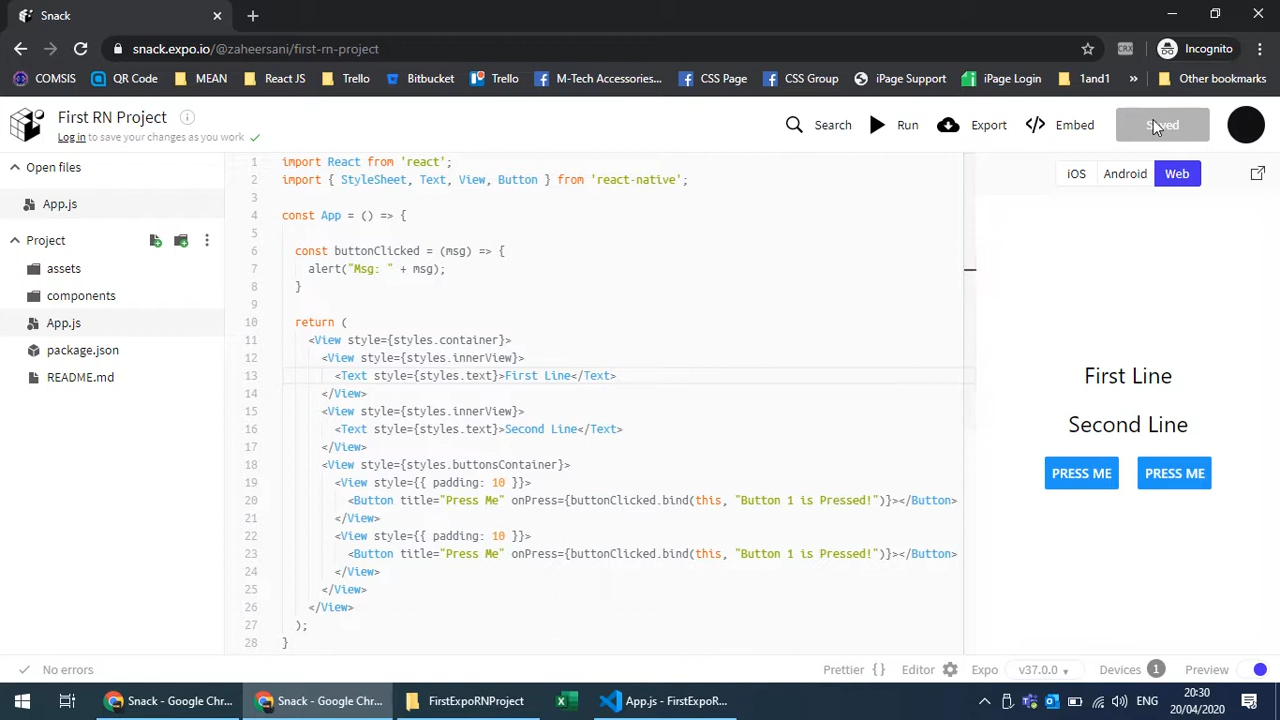 Snack
snack.expo.io/@zaheersani/first-rn-project
Incognito
COMSIS
QR Code
MEAN
React JS
Trello
Bitbucket
Trello
M-Tech Accessories...
CSS Page
CSS Group
iPage Support
iPage Login
1and1
»
Other bookmarks
First RN Project
Log in to save your changes as you work
Search
Run
Export
Embed
Saved
Open files
App.js
Project
assets
components
App.js
package.json
README.md
1 import React from 'react';
2 import { StyleSheet, Text, View, Button } from 'react-native';
3
4 const App = () => {
5
6 const buttonClicked = (msg) => {
7 alert("Msg: " + msg);
8 }
9
10 return (
11 <View style={styles.container}>
12 <View style={styles.innerView}>
13 <Text style={styles.text}>First Line</Text>
14 </View>
15 <View style={styles.innerView}>
16 <Text style={styles.text}>Second Line</Text>
17 </View>
18 <View style={styles.buttonsContainer}>
19 <View style={{ padding: 10 }}>
20 <Button title="Press Me" onPress={buttonClicked.bind(this, "Button 1 is Pressed!")}></Button>
21 </View>
22 <View style={{ padding: 10 }}>
23 <Button title="Press Me" onPress={buttonClicked.bind(this, "Button 1 is Pressed!")}></Button>
24 </View>
25 </View>
26 </View>
27 );
28 }
iOS
Android
Web
First Line
Second Line
PRESS ME
PRESS ME
No errors
Prettier {}
Editor
Expo
v37.0.0
Devices 1
Preview
Snack - Google Chr...
Snack - Google Chr...
FirstExpoRNProject
App.js - FirstExpoR...
ENG
20:30
20/04/2020